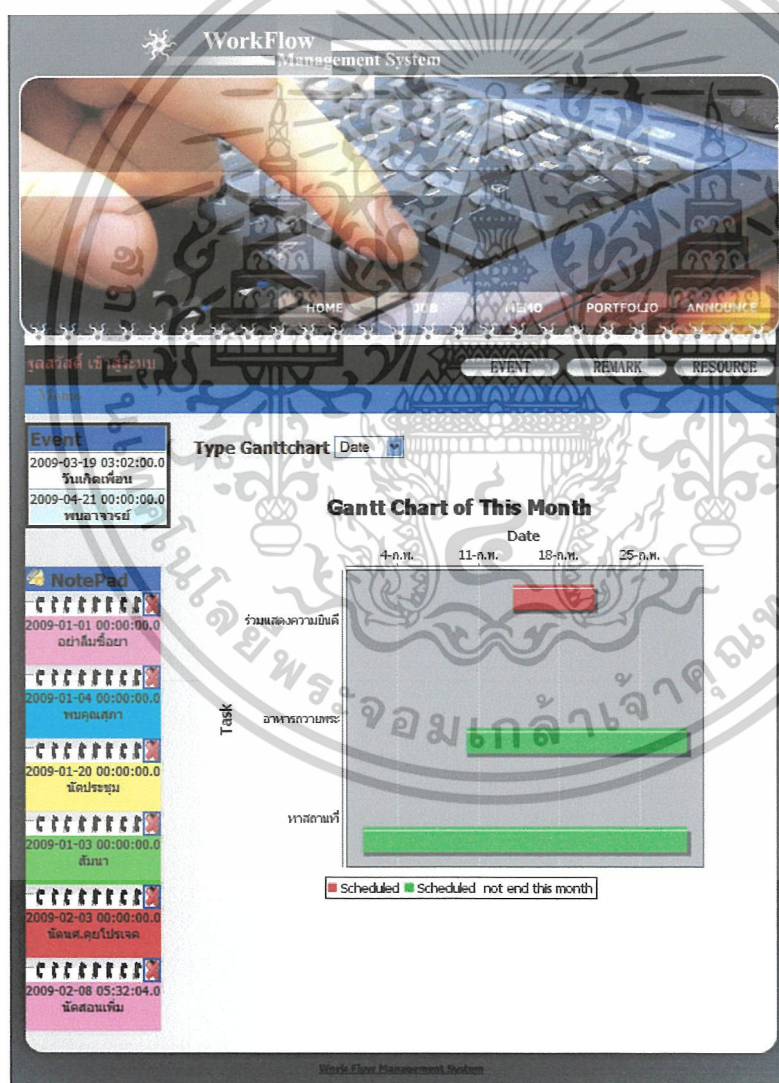 WorkFlow
Management System
HOME JOB MEMO PORTFOLIO ANNOUNCE
เข้าสู่ระบบ
EVENT REMARK RESOURCE
Event
2009-03-19 03:02:00.0
วันเกิดเพื่อน
2009-04-21 00:00:00.0
พบอาจารย์
Type Ganttchart Date
Gantt Chart of This Month
Date
4-ก.พ. 11-ก.พ. 18-ก.พ. 25-ก.พ.
Task
ร่วมแสดงความยินดี
อาหารถวายพระ
หาสถานที่
Scheduled Scheduled not end this month
NotePad
2009-01-01 00:00:00.0
อย่าลืมซื้อยา
2009-01-04 00:00:00.0
พบคุณสุภา
2009-01-20 00:00:00.0
นัดประชุม
2009-01-03 00:00:00.0
สัมนา
2009-02-03 00:00:00.0
นัดนศ.คุยโปรเจค
2009-02-08 05:32:04.0
นัดสอนเพิ่ม
Work Flow Management System